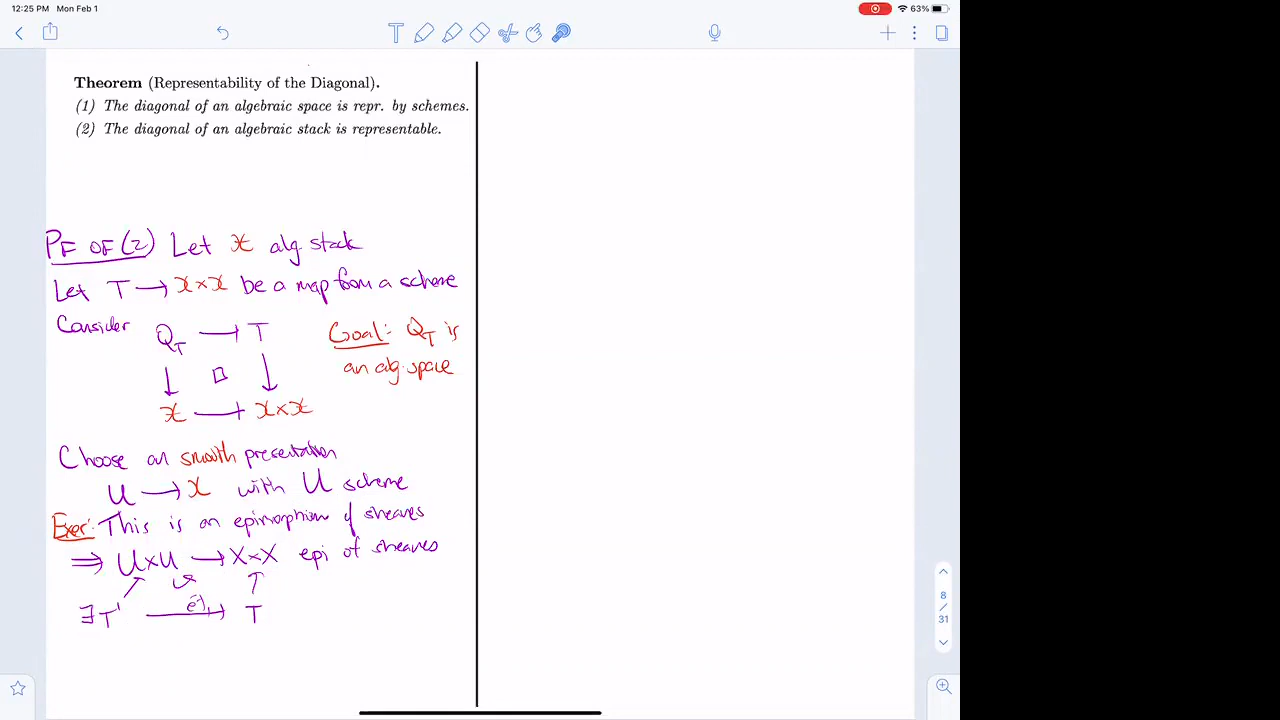 12:25 PM Mon Feb 1
63%
Theorem (Representability of the Diagonal).
(1) The diagonal of an algebraic space is repr. by schemes.
(2) The diagonal of an algebraic stack is representable.
PF OF (2) Let 𝒳 alg. stack
Let T → 𝒳×𝒳 be a map from a scheme
Consider
Q_T → T
Goal: Q_T is
an alg. space
↓ □ ↓
𝒳 → 𝒳×𝒳
Choose an smooth presentation
U → 𝒳 with U scheme
Exer: This is an epimorphism of sheaves
⇒ U×U → X×X epi of sheaves
∃T' ét→ T
8
/
31